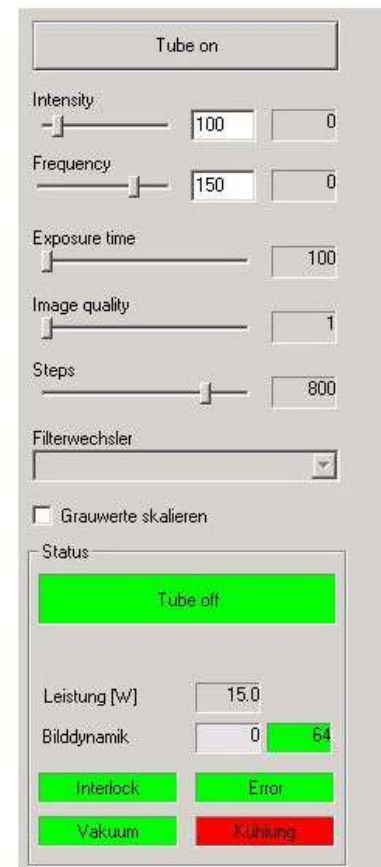 Tube on
Intensity
100 0
Frequency
150 0
Exposure time
100
Image quality
1
Steps
800
Filterwechsler
Grauwerte skalieren
Status
Tube off
Leistung [W] 15.0
Bilddynamik 0 64
Interlock Error
Vakuum Kühlung